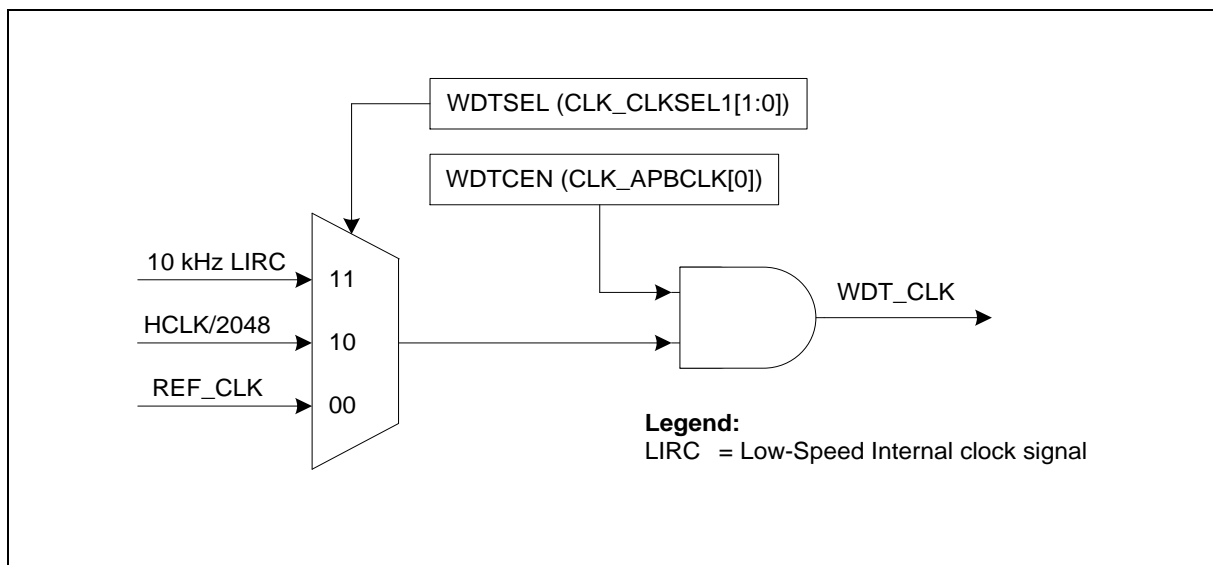 WDTSEL (CLK_CLKSEL1[1:0])
WDTCEN (CLK_APBCLK[0])
10 kHz LIRC
11
HCLK/2048
10
REF_CLK
00
WDT_CLK
Legend:
LIRC = Low-Speed Internal clock signal